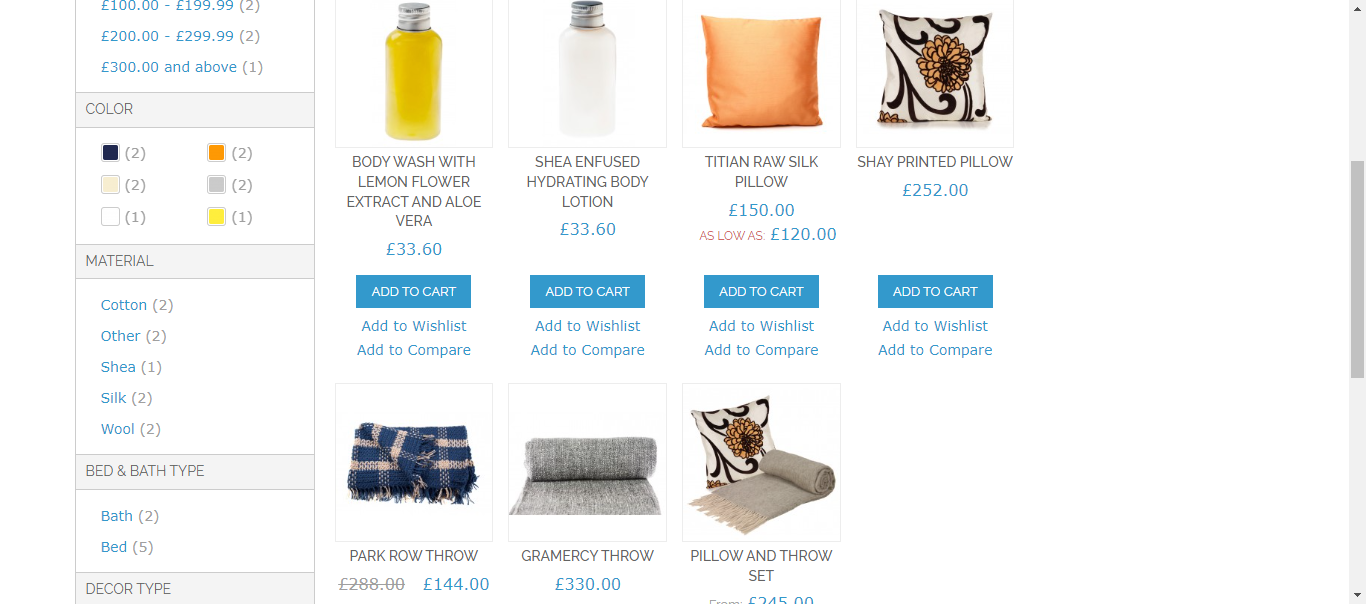 £100.00 - £199.99 (2)
£200.00 - £299.99 (2)
£300.00 and above (1)
COLOR
(2) (2)
(2) (2)
(1) (1)
MATERIAL
Cotton (2)
Other (2)
Shea (1)
Silk (2)
Wool (2)
BED & BATH TYPE
Bath (2)
Bed (5)
DECOR TYPE
BODY WASH WITH
LEMON FLOWER
EXTRACT AND ALOE
VERA
£33.60
ADD TO CART
Add to Wishlist
Add to Compare
SHEA ENFUSED
HYDRATING BODY
LOTION
£33.60
ADD TO CART
Add to Wishlist
Add to Compare
TITIAN RAW SILK
PILLOW
£150.00
AS LOW AS: £120.00
ADD TO CART
Add to Wishlist
Add to Compare
SHAY PRINTED PILLOW
£252.00
ADD TO CART
Add to Wishlist
Add to Compare
PARK ROW THROW
£288.00 £144.00
GRAMERCY THROW
£330.00
PILLOW AND THROW
SET
From: £245.00